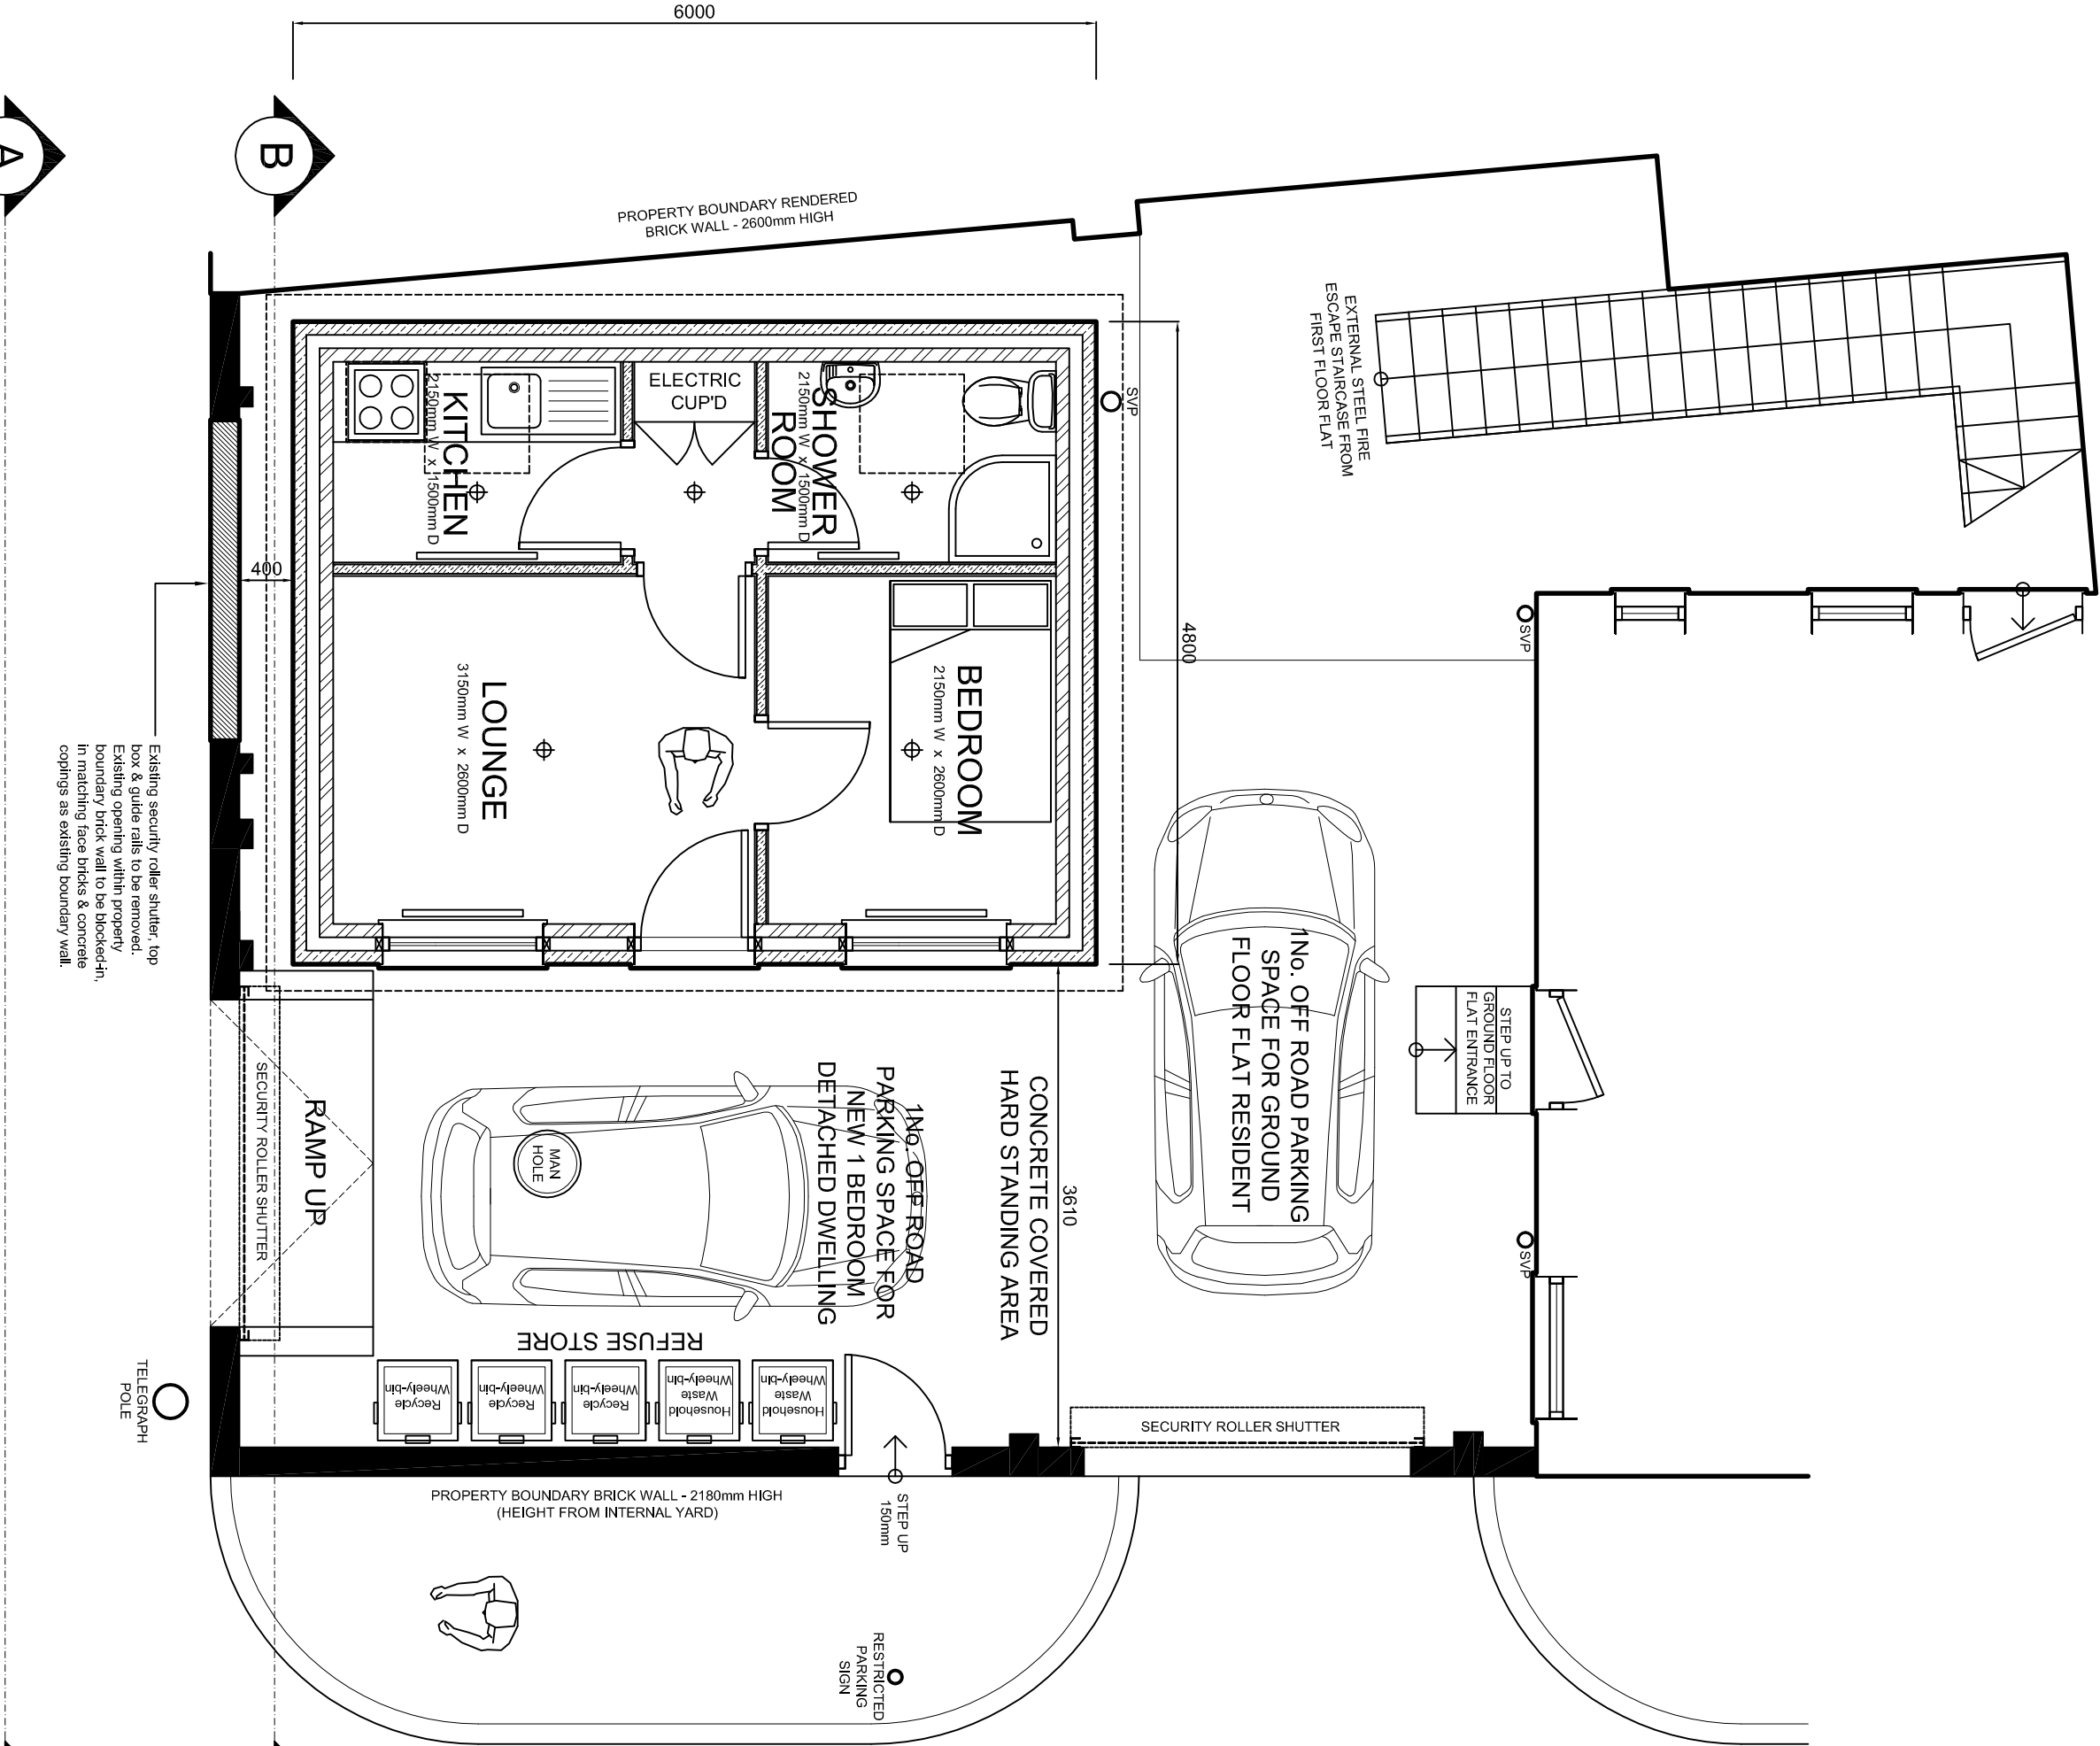 6000
A
B
PROPERTY BOUNDARY RENDERED
BRICK WALL - 2600mm HIGH
EXTERNAL STEEL FIRE
ESCAPE STAIRCASE FROM
FIRST FLOOR FLAT
SVP
ELECTRIC
CUP'D
KITCHEN
2150mm W x 1500mm D
SHOWER
ROOM
2150mm W x 1500mm D
400
4800
SVP
LOUNGE
3150mm W x 2600mm D
BEDROOM
2150mm W x 2600mm D
Existing security roller shutter, top
box & guide rails to be removed.
Existing opening within property
boundary brick wall to be blocked-in,
in matching face bricks & concrete
copings as existing boundary wall.
1No. OFF ROAD PARKING
SPACE FOR GROUND
FLOOR FLAT RESIDENT
STEP UP TO
GROUND FLOOR
FLAT ENTRANCE
SECURITY ROLLER SHUTTER
RAMP UP
MAN
HOLE
1No. OFF ROAD
PARKING SPACE FOR
NEW 1 BEDROOM
DETACHED DWELLING
CONCRETE COVERED
HARD STANDING AREA
3610
SVP
REFUSE STORE
Recycle
Wheely-bin
Recycle
Wheely-bin
Recycle
Wheely-bin
Household
Waste
Wheely-bin
Household
Waste
Wheely-bin
SECURITY ROLLER SHUTTER
TELEGRAPH
POLE
PROPERTY BOUNDARY BRICK WALL - 2180mm HIGH
(HEIGHT FROM INTERNAL YARD)
STEP UP
150mm
RESTRICTED
PARKING
SIGN